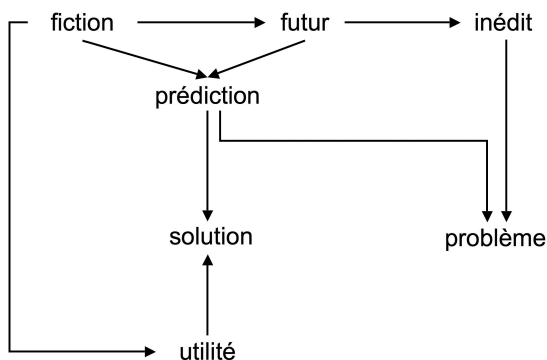 fiction futur inédit
prédiction
solution problème
utilité